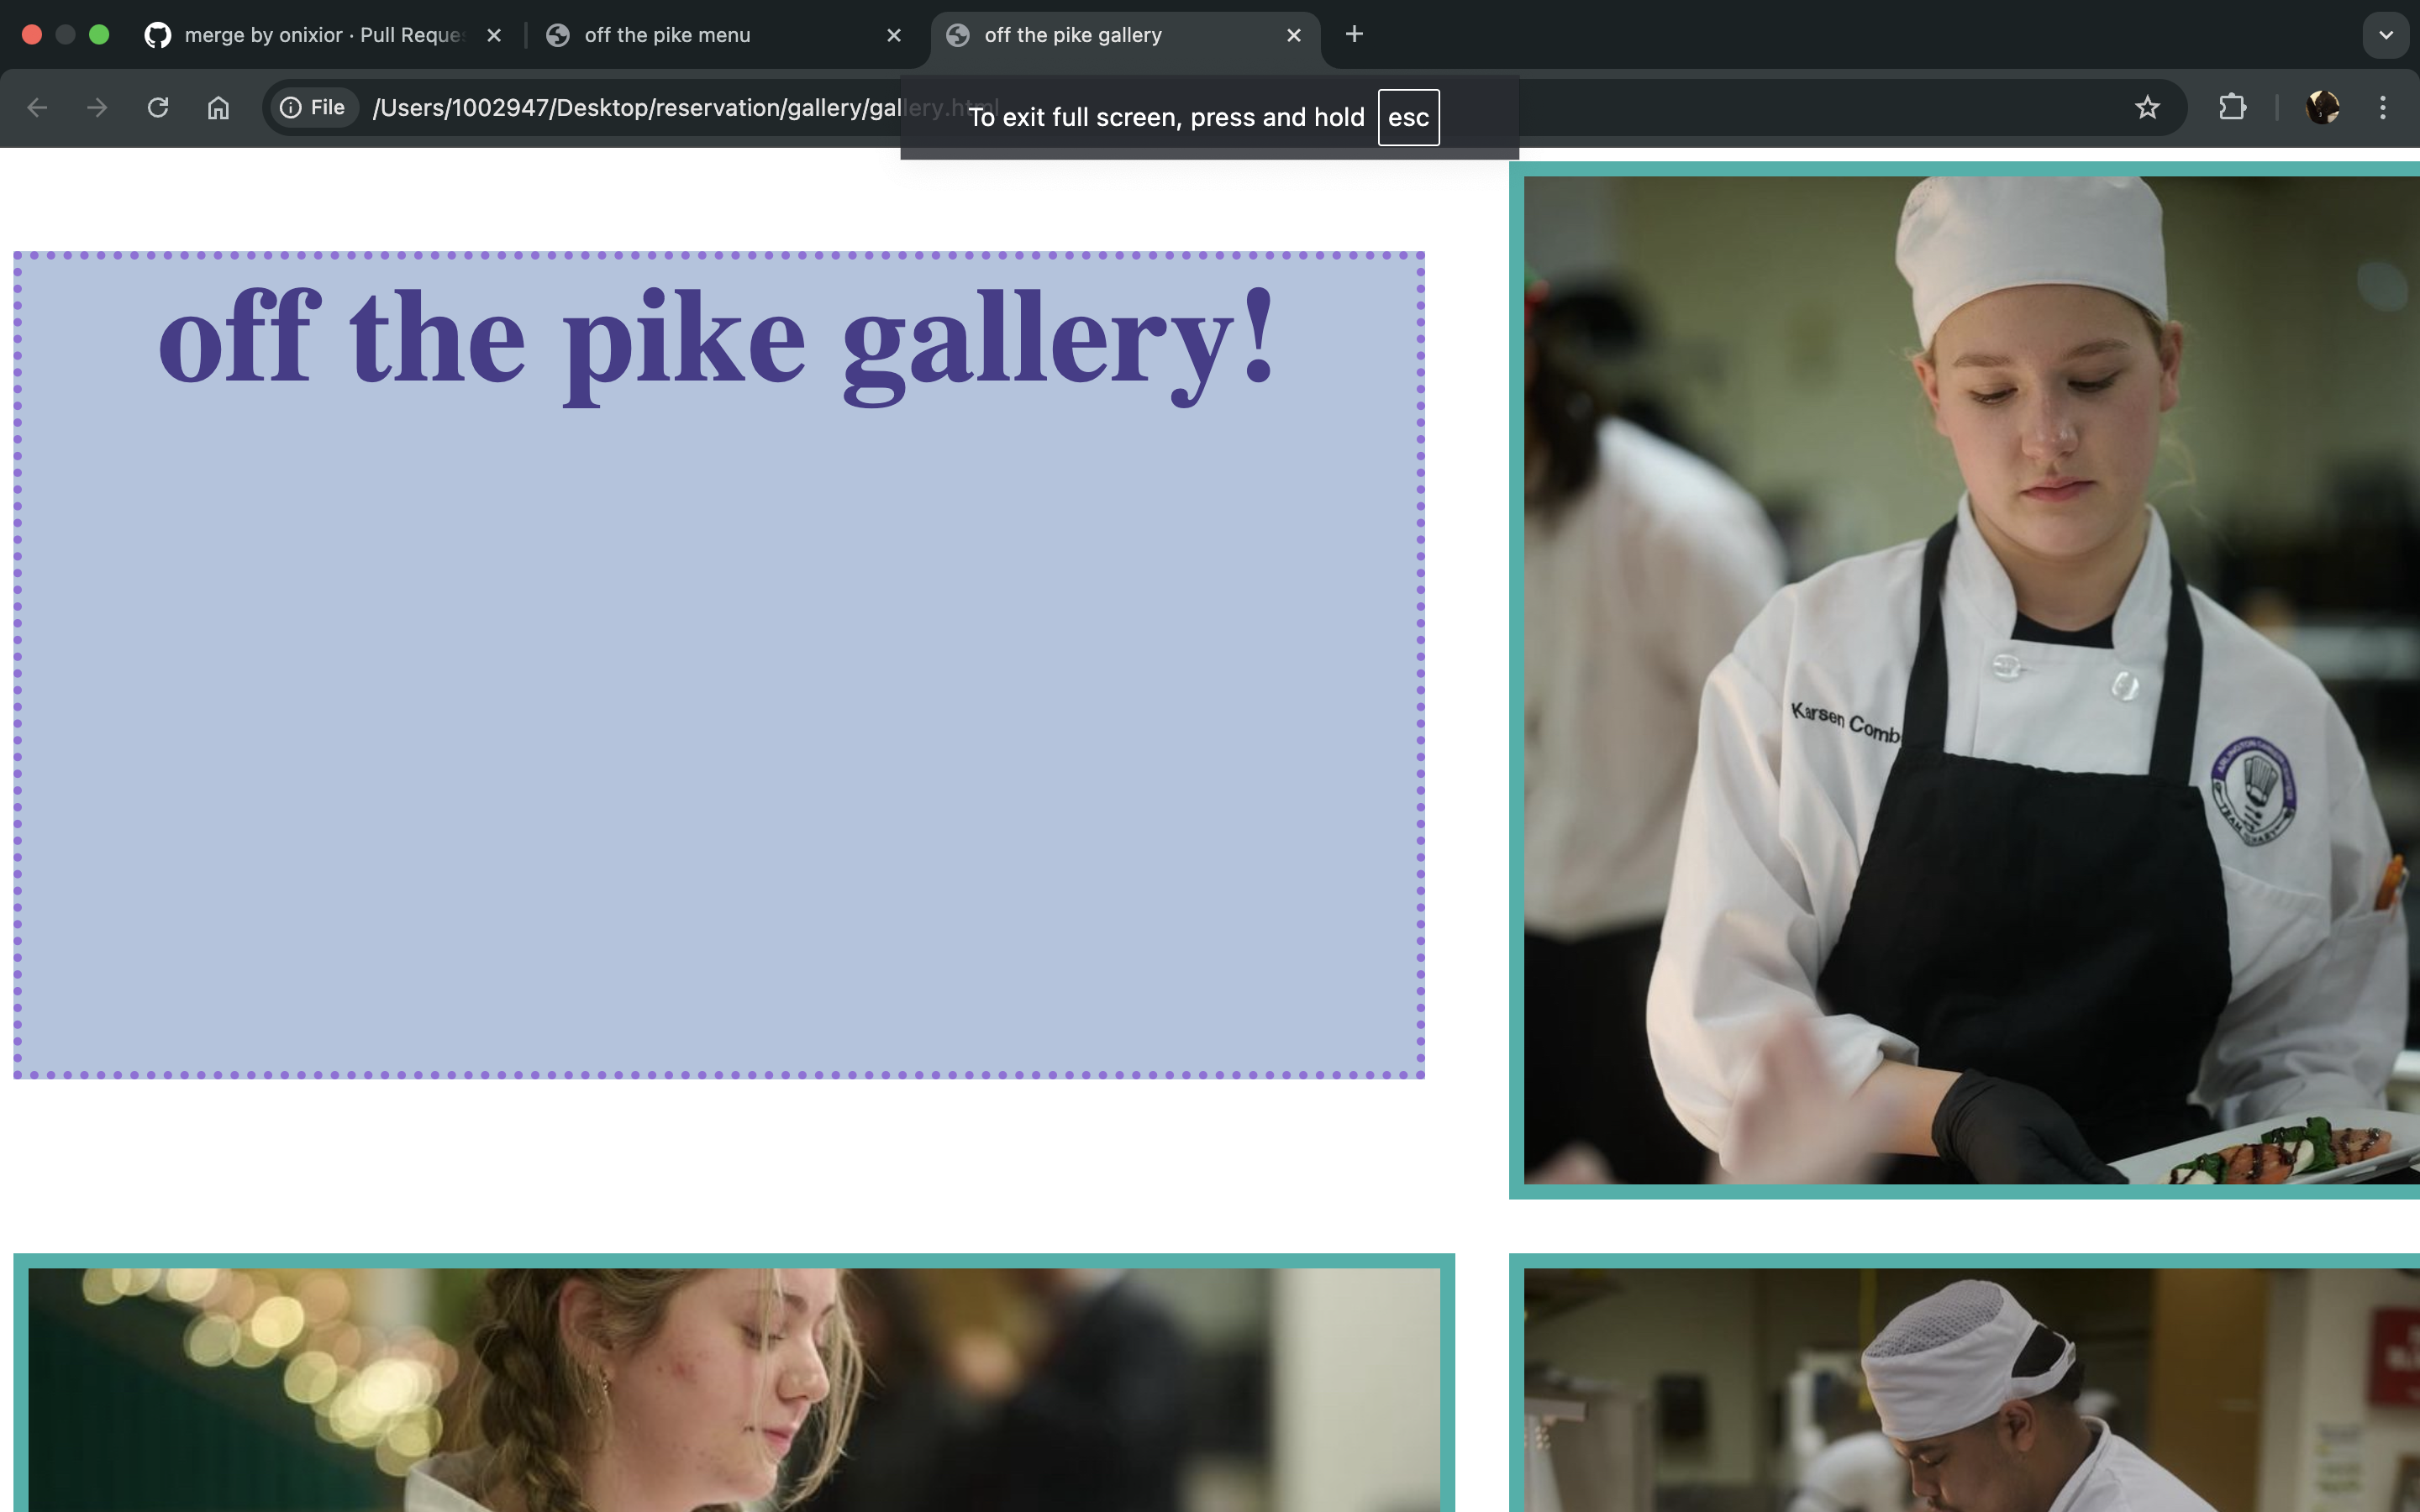 merge by onixior · Pull Reque
off the pike menu
off the pike gallery
File
/Users/1002947/Desktop/reservation/gallery/gallery.html
To exit full screen, press and hold esc
off the pike gallery!
Karsen Comb